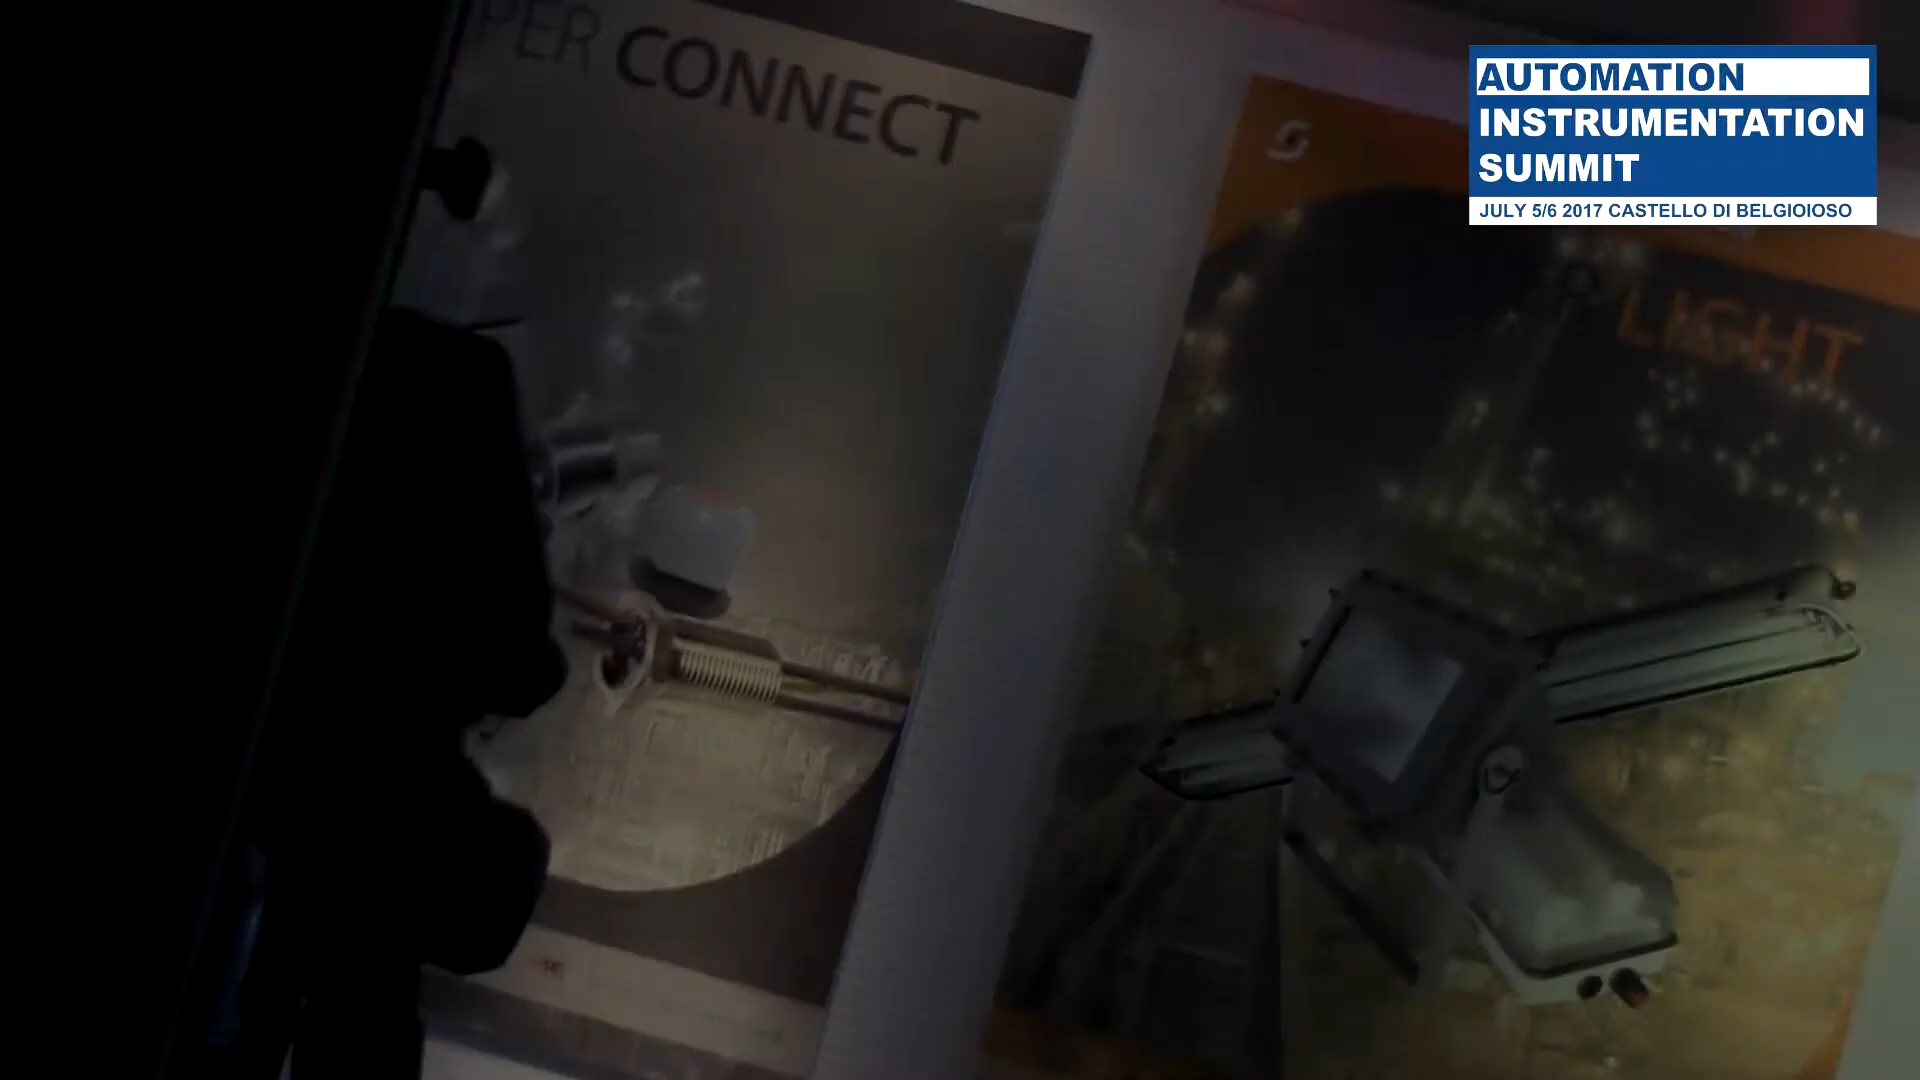 PER CONNECT
LIGHT
AUTOMATION
INSTRUMENTATION
SUMMIT
JULY 5/6 2017 CASTELLO DI BELGIOIOSO